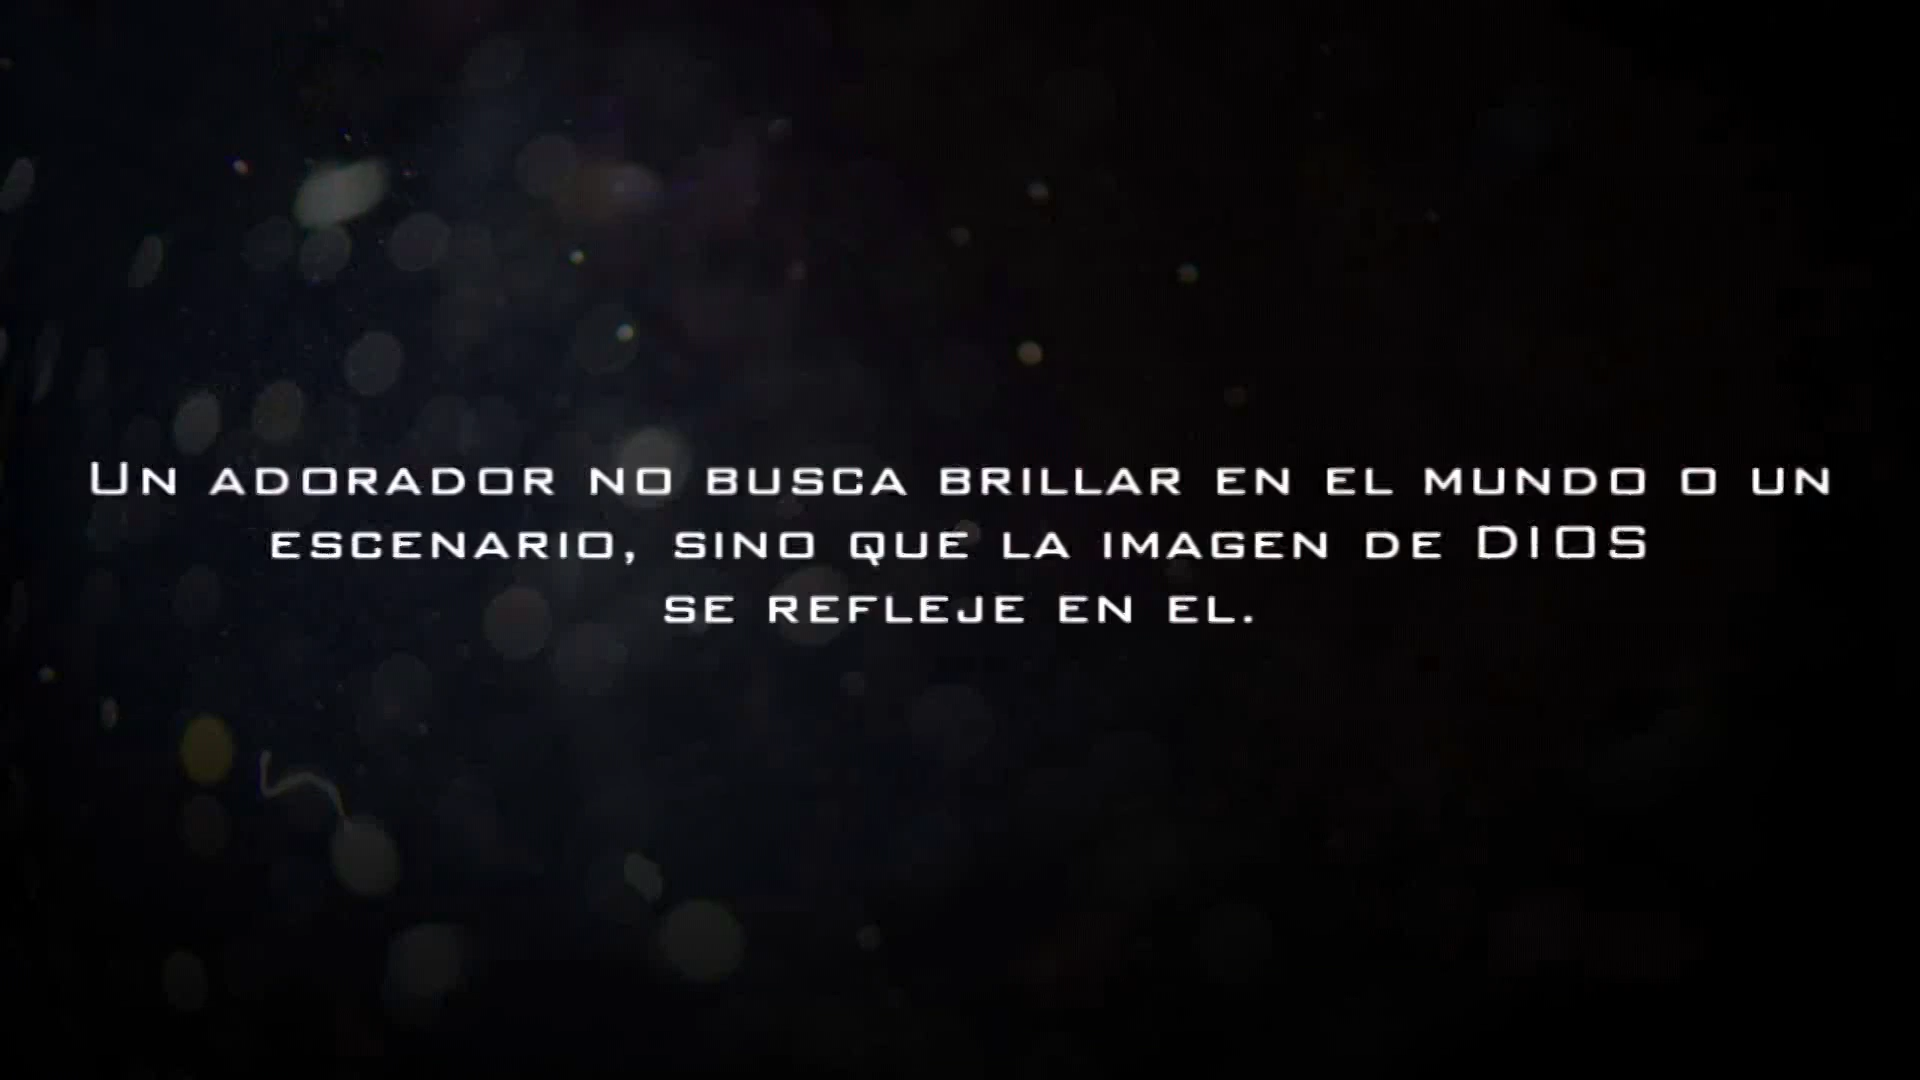 Un adorador no busca brillar en el mundo o un
escenario, sino que la imagen de DIOS
se refleje en el.